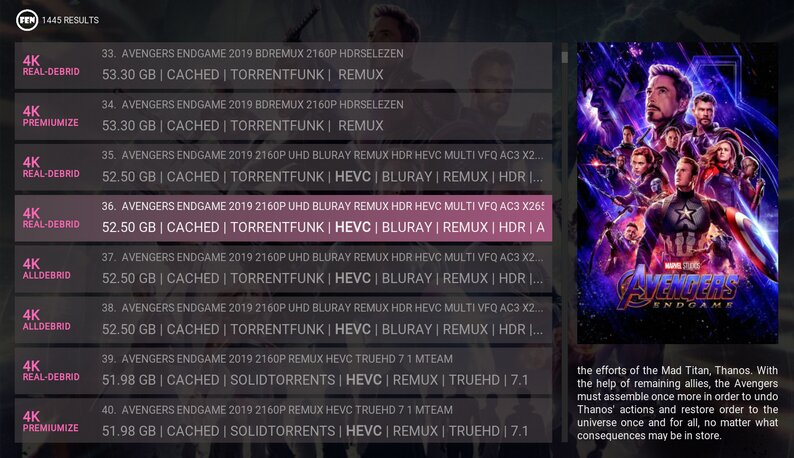 FEN 1445 RESULTS
4K
REAL-DEBRID
33. AVENGERS ENDGAME 2019 BDREMUX 2160P HDRSELEZEN
53.30 GB | CACHED | TORRENTFUNK | REMUX
4K
PREMIUMIZE
34. AVENGERS ENDGAME 2019 BDREMUX 2160P HDRSELEZEN
53.30 GB | CACHED | TORRENTFUNK | REMUX
4K
REAL-DEBRID
35. AVENGERS ENDGAME 2019 2160P UHD BLURAY REMUX HDR HEVC MULTI VFQ AC3 X2...
52.50 GB | CACHED | TORRENTFUNK | HEVC | BLURAY | REMUX | HDR |...
4K
REAL-DEBRID
36. AVENGERS ENDGAME 2019 2160P UHD BLURAY REMUX HDR HEVC MULTI VFQ AC3 X265
52.50 GB | CACHED | TORRENTFUNK | HEVC | BLURAY | REMUX | HDR | A
4K
ALLDEBRID
37. AVENGERS ENDGAME 2019 2160P UHD BLURAY REMUX HDR HEVC MULTI VFQ AC3 X2...
52.50 GB | CACHED | TORRENTFUNK | HEVC | BLURAY | REMUX | HDR |...
4K
ALLDEBRID
38. AVENGERS ENDGAME 2019 2160P UHD BLURAY REMUX HDR HEVC MULTI VFQ AC3 X2...
52.50 GB | CACHED | TORRENTFUNK | HEVC | BLURAY | REMUX | HDR |...
4K
REAL-DEBRID
39. AVENGERS ENDGAME 2019 2160P REMUX HEVC TRUEHD 7 1 MTEAM
51.98 GB | CACHED | SOLIDTORRENTS | HEVC | REMUX | TRUEHD | 7.1
4K
PREMIUMIZE
40. AVENGERS ENDGAME 2019 2160P REMUX HEVC TRUEHD 7 1 MTEAM
51.98 GB | CACHED | SOLIDTORRENTS | HEVC | REMUX | TRUEHD | 7.1
MARVEL STUDIOS
AVENGERS
ENDGAME
the efforts of the Mad Titan, Thanos. With
the help of remaining allies, the Avengers
must assemble once more in order to undo
Thanos' actions and restore order to the
universe once and for all, no matter what
consequences may be in store.